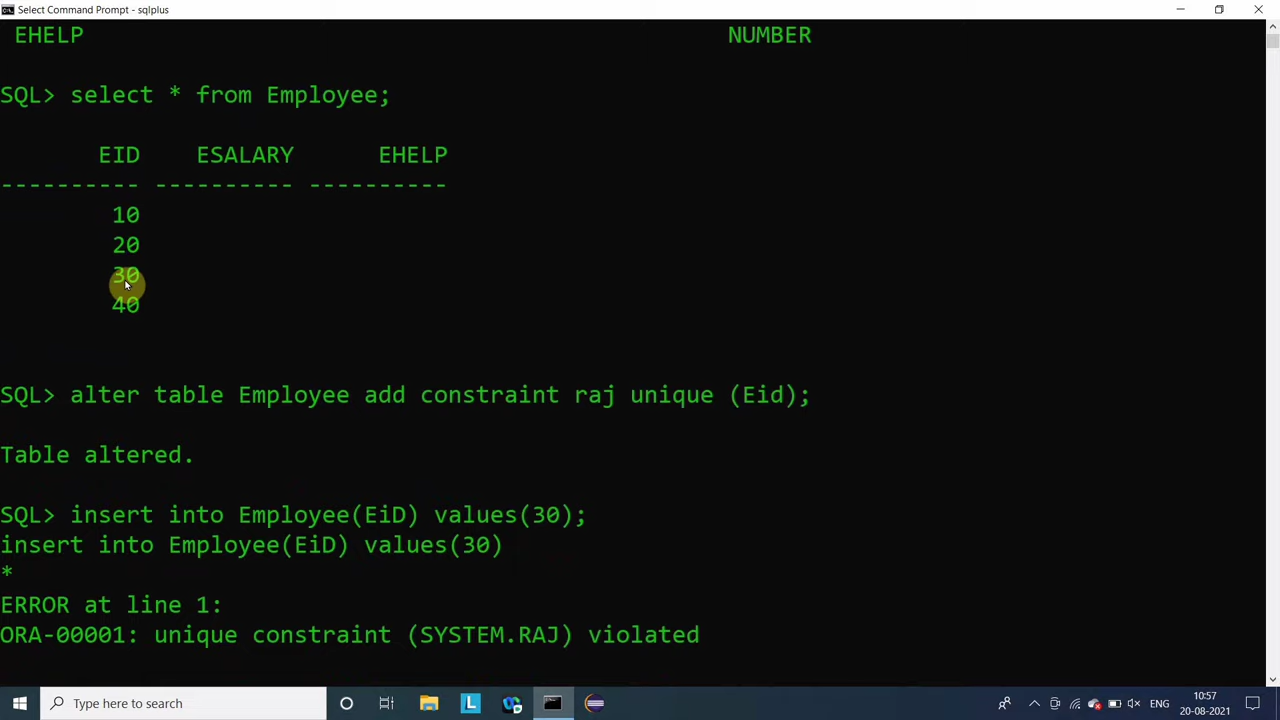 Select Command Prompt - sqlplus
EHELP NUMBER
SQL> select * from Employee;
EID ESALARY EHELP
---------- ---------- ----------
10
20
30
40
SQL> alter table Employee add constraint raj unique (Eid);
Table altered.
SQL> insert into Employee(EiD) values(30);
insert into Employee(EiD) values(30)
*
ERROR at line 1:
ORA-00001: unique constraint (SYSTEM.RAJ) violated
Type here to search
L
ENG
10:57
20-08-2021